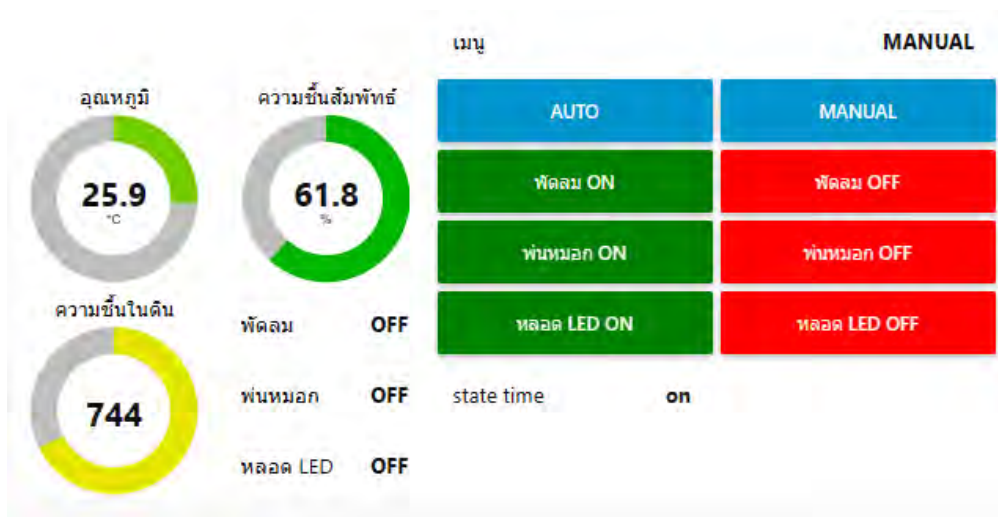 เมนู MANUAL
อุณหภูมิ
25.9
°C
ความชื้นสัมพัทธ์
61.8
%
ความชื้นในดิน
744
พัดลม OFF
พ่นหมอก OFF
หลอด LED OFF
AUTO MANUAL
พัดลม ON พัดลม OFF
พ่นหมอก ON พ่นหมอก OFF
หลอด LED ON หลอด LED OFF
state time on